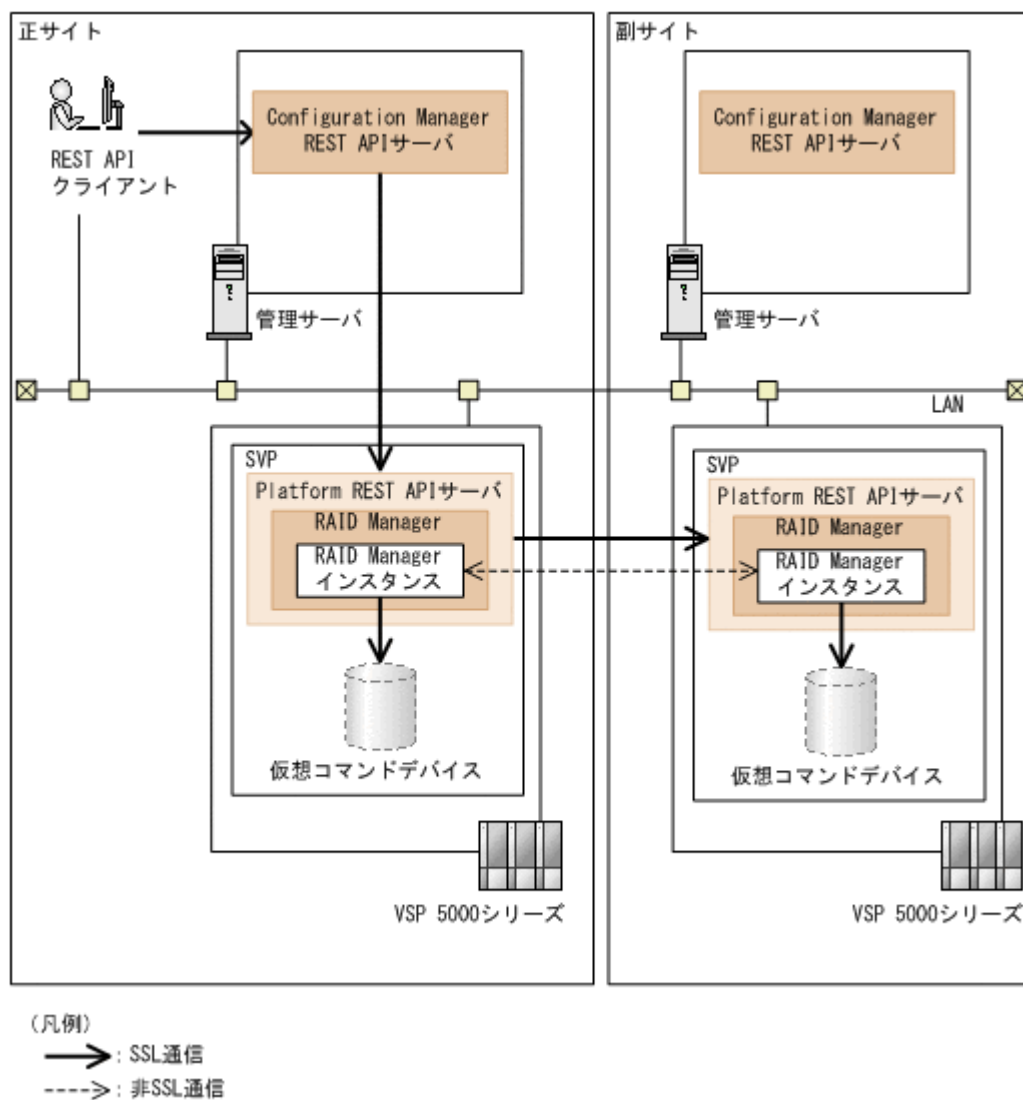 正サイト
REST API
クライアント
Configuration Manager
REST APIサーバ
管理サーバ
SVP
Platform REST APIサーバ
RAID Manager
RAID Manager
インスタンス
仮想コマンドデバイス
VSP 5000シリーズ
副サイト
Configuration Manager
REST APIサーバ
管理サーバ
LAN
SVP
Platform REST APIサーバ
RAID Manager
RAID Manager
インスタンス
仮想コマンドデバイス
VSP 5000シリーズ
(凡例)
: SSL通信
: 非SSL通信